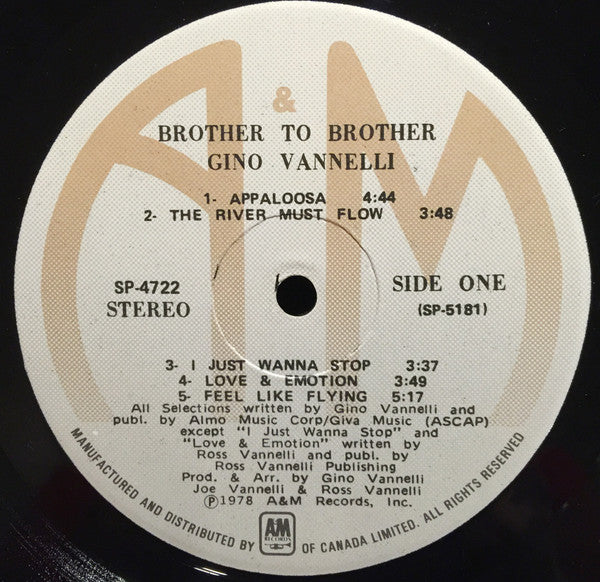 A & M
BROTHER TO BROTHER
GINO VANNELLI
1- APPALOOSA 4:44
2- THE RIVER MUST FLOW 3:48
SP-4722
STEREO
SIDE ONE
(SP-5181)
3- I JUST WANNA STOP 3:37
4- LOVE & EMOTION 3:49
5- FEEL LIKE FLYING 5:17
All Selections written by Gino Vannelli and
publ. by Almo Music Corp/Giva Music (ASCAP)
except "I Just Wanna Stop" and
"Love & Emotion" written by
Ross Vannelli and publ. by
Ross Vannelli Publishing
Prod. & Arr. by Gino Vannelli
Joe Vannelli & Ross Vannelli
Ⓟ1978 A&M Records, Inc.
MANUFACTURED AND DISTRIBUTED BY A&M RECORDS OF CANADA LIMITED. ALL RIGHTS RESERVED